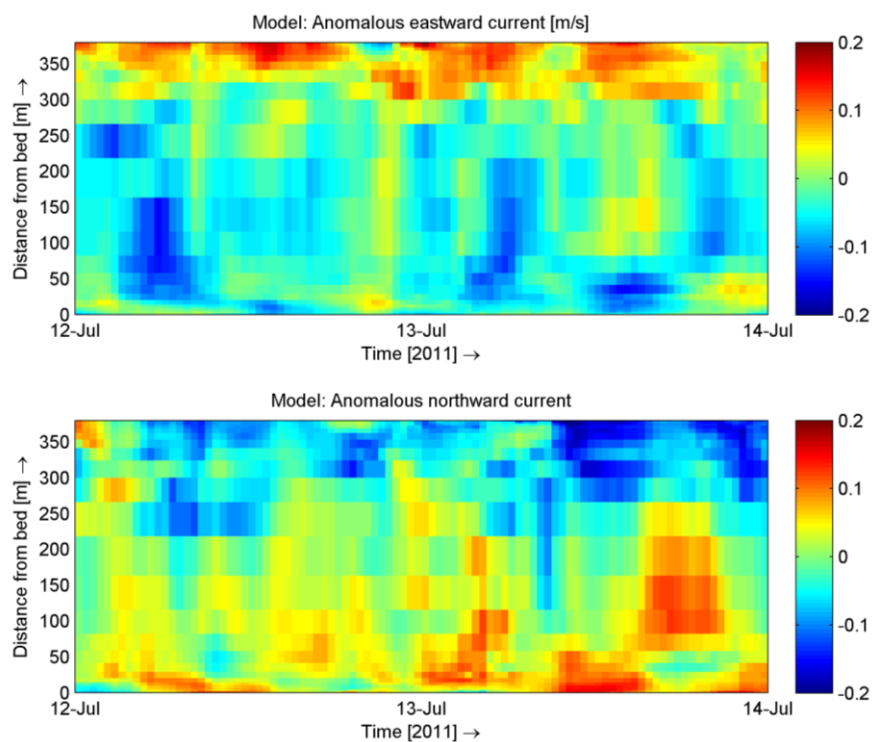 Model: Anomalous eastward current [m/s]
Distance from bed [m] →
350
300
250
200
150
100
50
0
12-Jul
13-Jul
14-Jul
Time [2011] →
0.2
0.1
0
-0.1
-0.2
Model: Anomalous northward current
Distance from bed [m] →
350
300
250
200
150
100
50
0
12-Jul
13-Jul
14-Jul
Time [2011] →
0.2
0.1
0
-0.1
-0.2